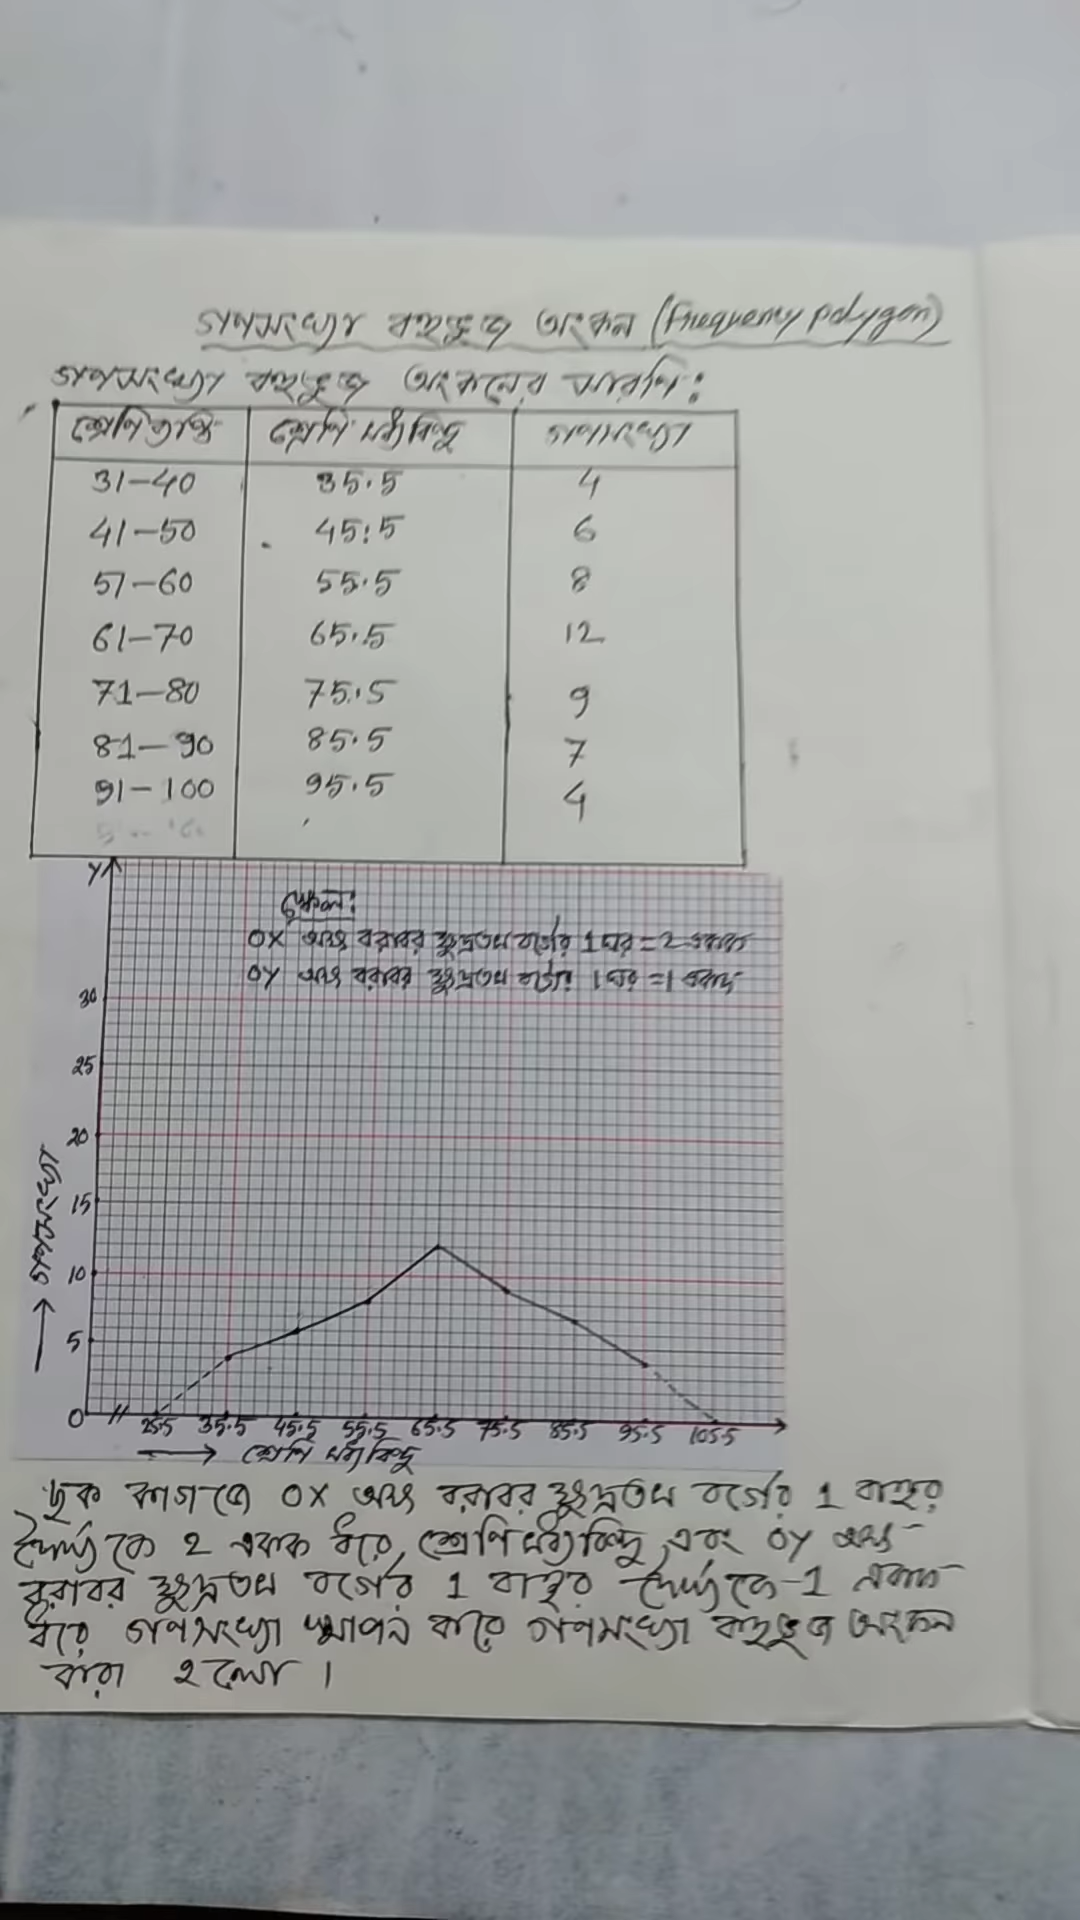 গণসংখ্যা বহুভুজ অংকন (Frequency polygon)
গণসংখ্যা বহুভুজ অংকনের সারণি:
শ্রেণি ব্যাপ্তি শ্রেণি মধ্যবিন্দু গণসংখ্যা
31-40 35.5 4
41-50 45.5 6
51-60 55.5 8
61-70 65.5 12
71-80 75.5 9
81-90 85.5 7
91-100 95.5 4
Y
স্কেল:
OX অক্ষ বরাবর ক্ষুদ্রতম বর্গের 1 ঘর = 2 একক
OY অক্ষ বরাবর ক্ষুদ্রতম বর্গের 1 ঘর = 1 একক
30
25
20
15
10
5
0
গণসংখ্যা
25.5 35.5 45.5 55.5 65.5 75.5 85.5 95.5 105.5
শ্রেণি মধ্যবিন্দু
ছক কাগজে OX অক্ষ বরাবর ক্ষুদ্রতম বর্গের 1 বাহুর
দৈর্ঘ্যকে 2 একক ধরে শ্রেণি মধ্যবিন্দু এবং OY অক্ষ
বরাবর ক্ষুদ্রতম বর্গের 1 বাহুর দৈর্ঘ্যকে 1 একক
ধরে গণসংখ্যা স্থাপন করে গণসংখ্যা বহুভুজ অংকন
করা হলো।